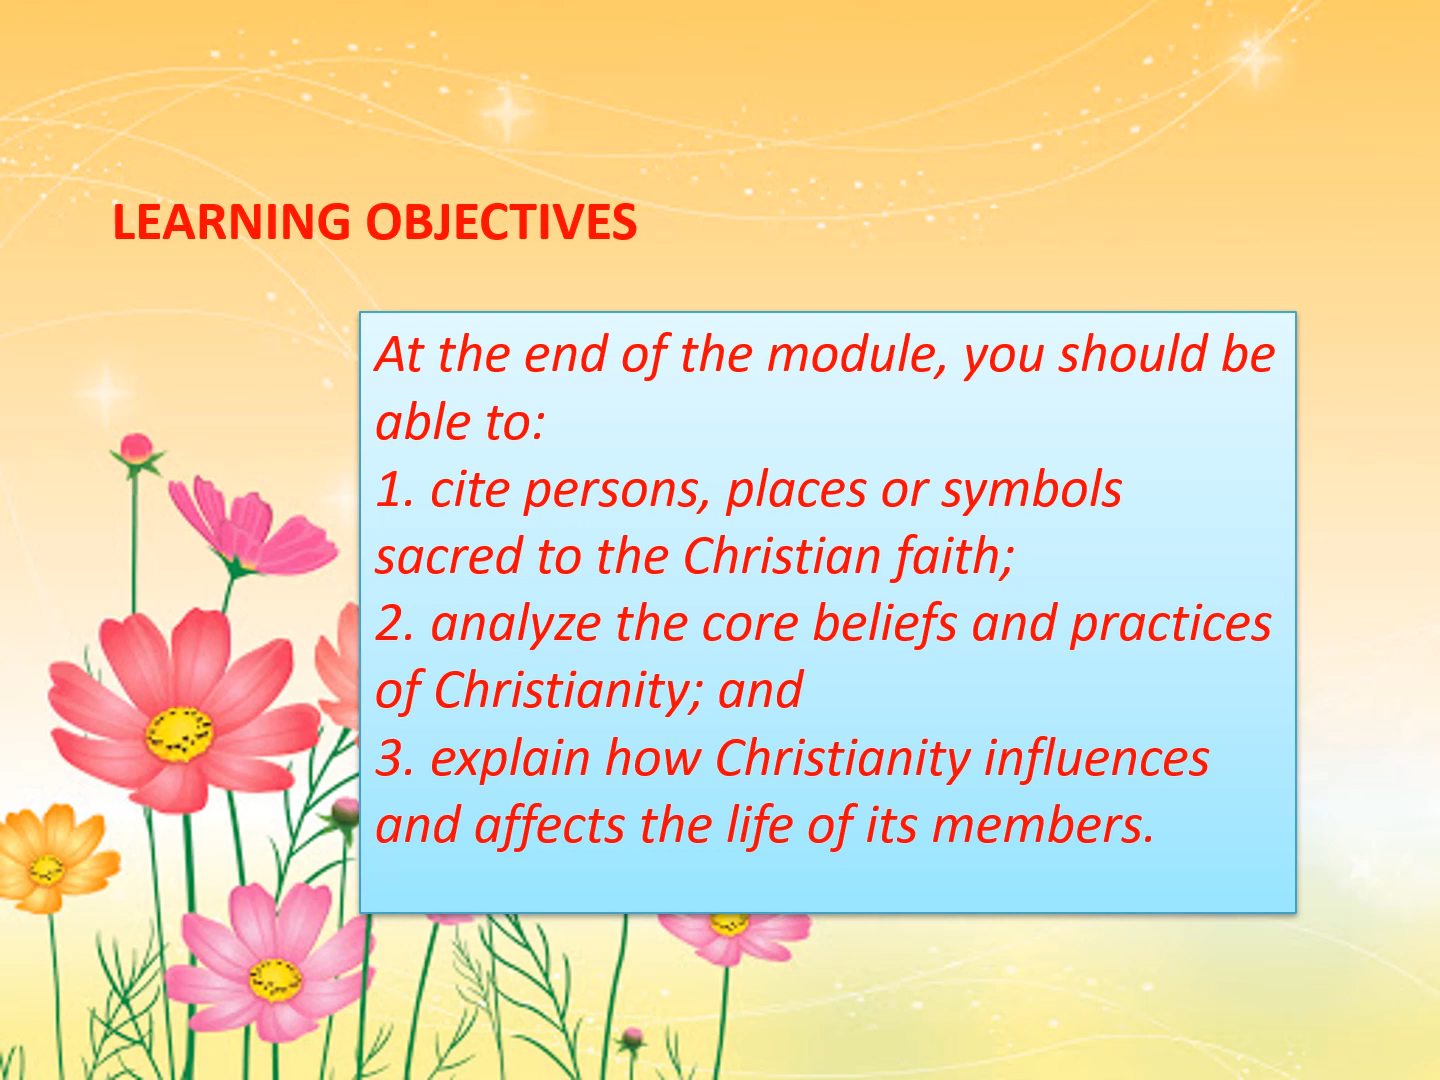 LEARNING OBJECTIVES
At the end of the module, you should be
able to:
1. cite persons, places or symbols
sacred to the Christian faith;
2. analyze the core beliefs and practices
of Christianity; and
3. explain how Christianity influences
and affects the life of its members.